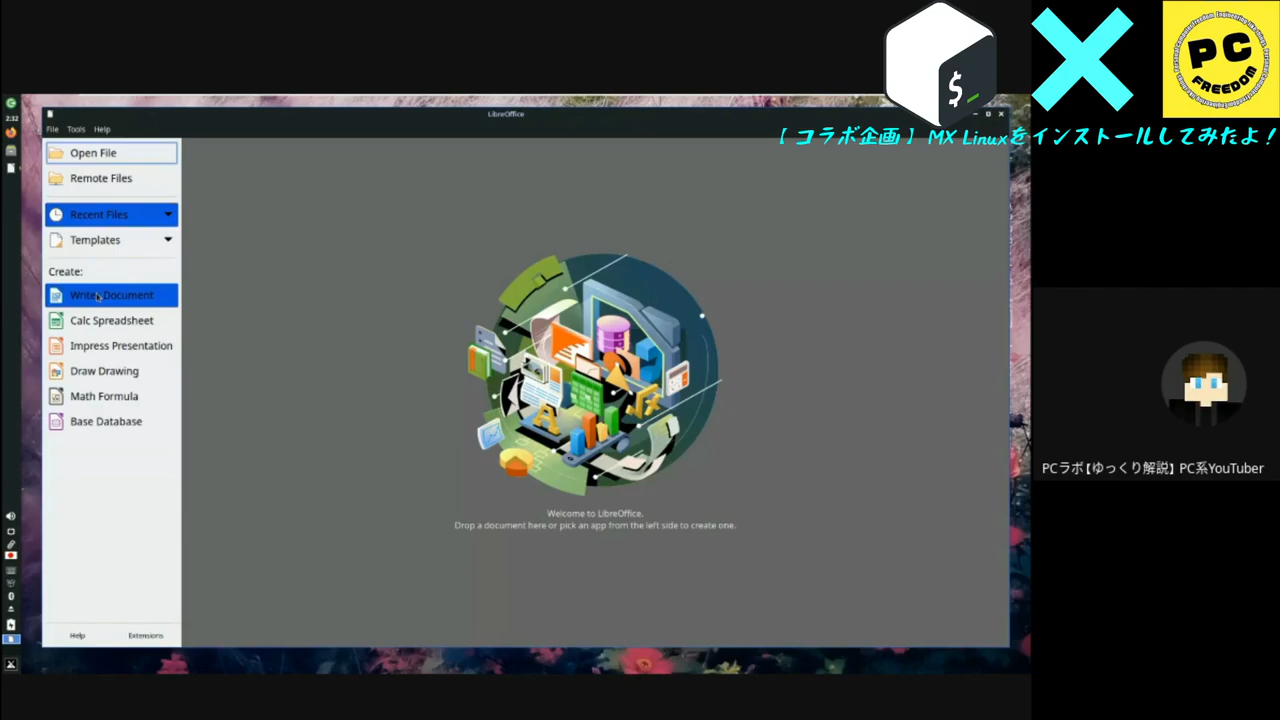 $
PC
FREEDOM
【コラボ企画】MX Linuxをインストールしてみたよ！
2:32
LibreOffice
File Tools Help
Open File
Remote Files
Recent Files
Templates
Create:
Writer Document
Calc Spreadsheet
Impress Presentation
Draw Drawing
Math Formula
Base Database
Welcome to LibreOffice.
Drop a document here or pick an app from the left side to create one.
Help Extensions
PCラボ【ゆっくり解説】PC系YouTuber